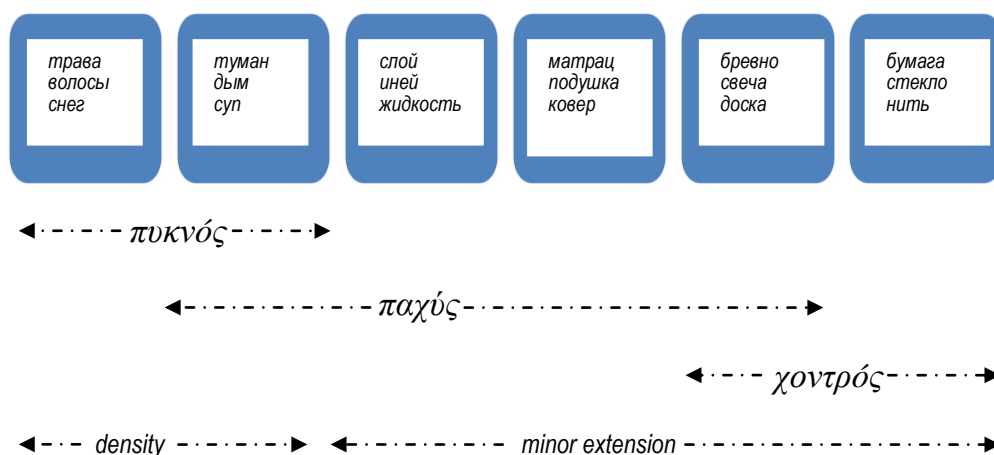 трава
волосы
снег
туман
дым
суп
слой
иней
жидкость
матрац
подушка
ковер
бревно
свеча
доска
бумага
стекло
нить
πυκνός
παχύς
χοντρός
density
minor extension